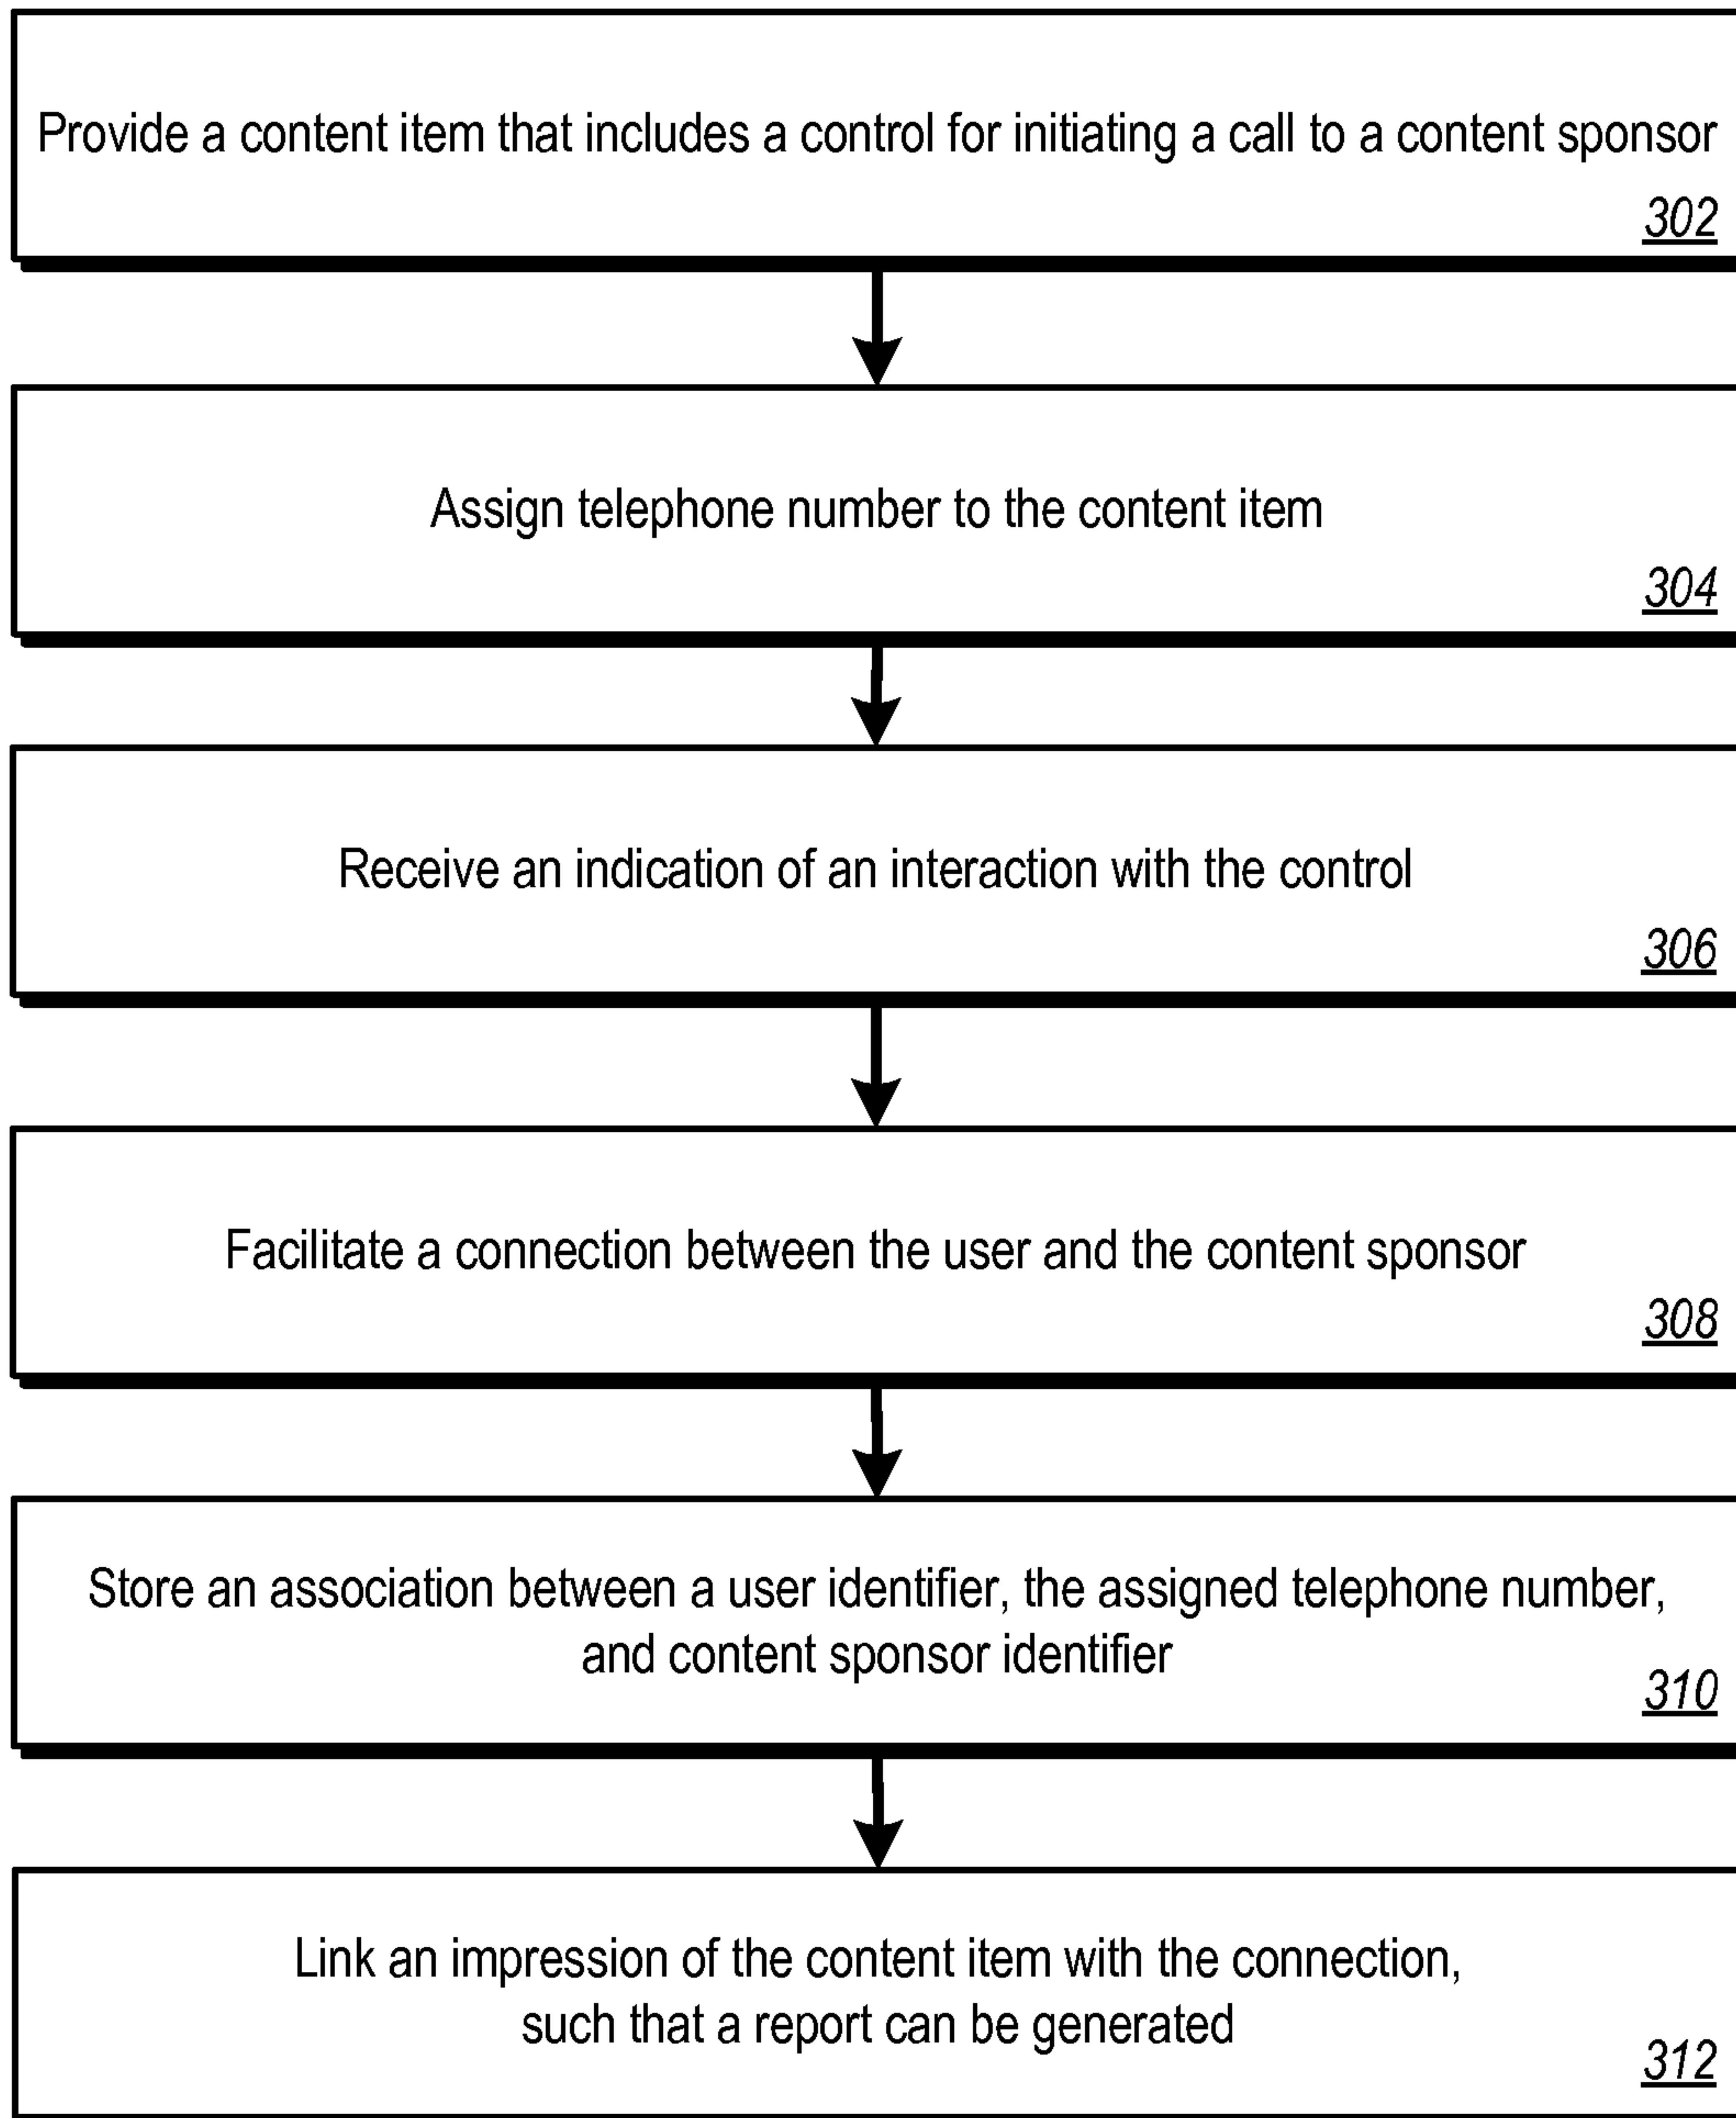 Provide a content item that includes a control for initiating a call to a content sponsor
302
Assign telephone number to the content item
304
Receive an indication of an interaction with the control
306
Facilitate a connection between the user and the content sponsor
308
Store an association between a user identifier, the assigned telephone number,
and content sponsor identifier
310
Link an impression of the content item with the connection,
such that a report can be generated
312